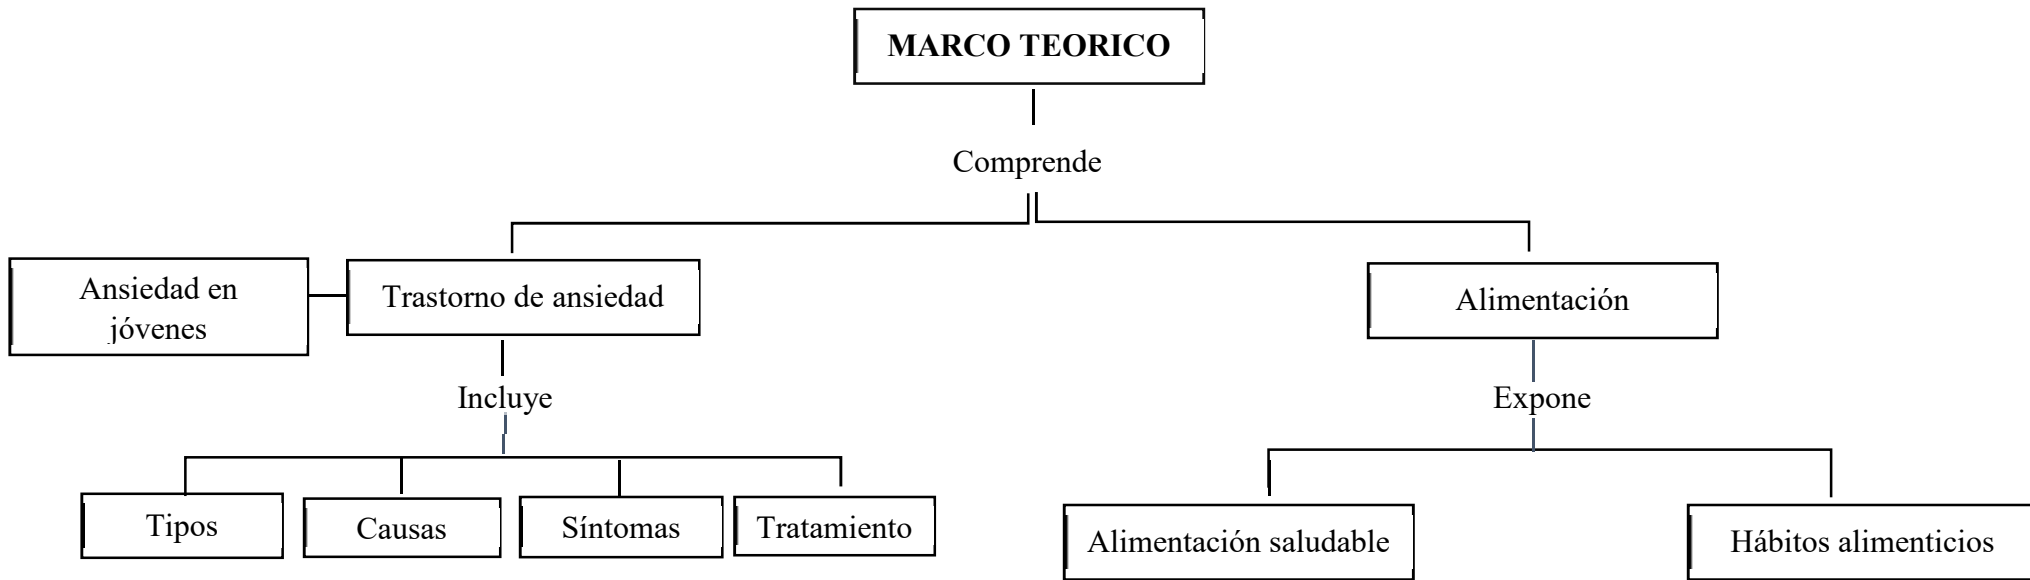 MARCO TEORICO
Comprende
Ansiedad en
jóvenes
Trastorno de ansiedad
Alimentación
Incluye
Expone
Tipos
Causas
Síntomas
Tratamiento
Alimentación saludable
Hábitos alimenticios